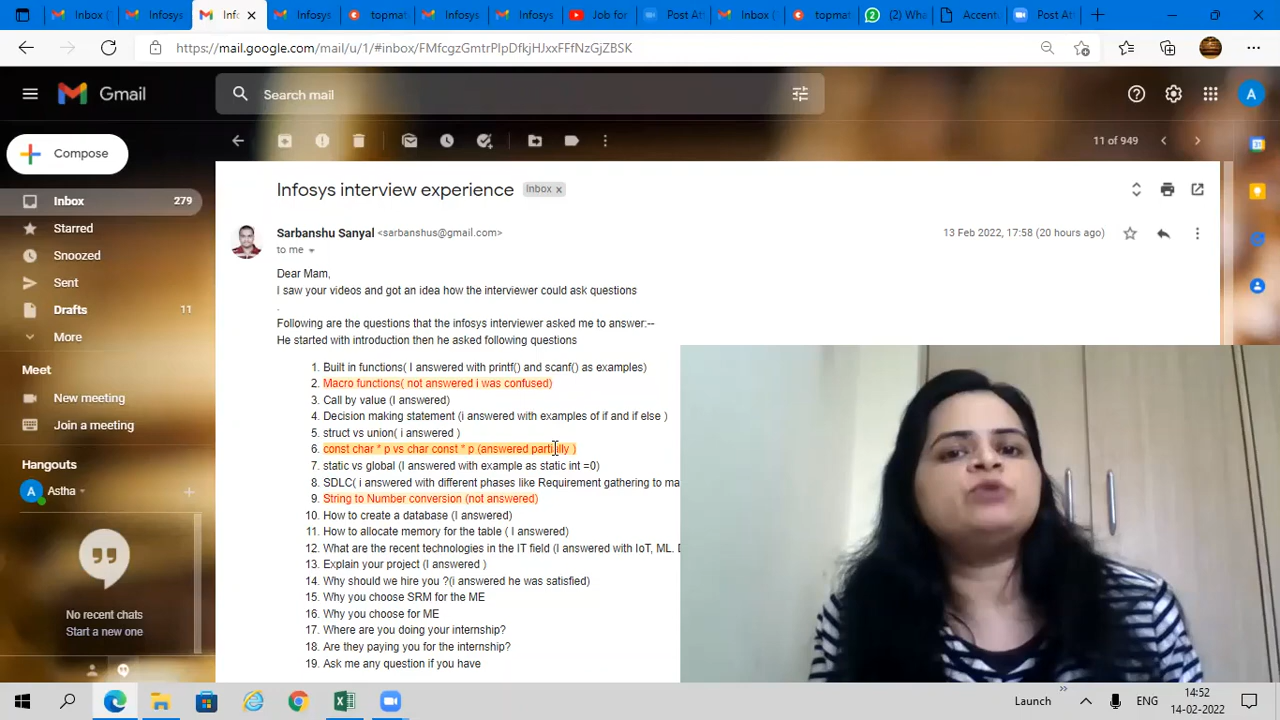 Inbox (
Infosys
Info
Infosys
topmat
Infosys
Infosys
Job for
Post At
Inbox (
topmat
(2) Wha
Accent
Post At
https://mail.google.com/mail/u/1/#inbox/FMfcgzGmtrPlpDfkjHJxxFFfNzGjZBSK
Gmail
Search mail
A
Compose
11 of 949
Inbox 279
Starred
Snoozed
Sent
Drafts 11
More
Meet
New meeting
Join a meeting
Hangouts
A Astha
No recent chats
Start a new one
Infosys interview experience Inbox x
Sarbanshu Sanyal <sarbanshus@gmail.com>
13 Feb 2022, 17:58 (20 hours ago)
to me
Dear Mam,
I saw your videos and got an idea how the interviewer could ask questions
.
Following are the questions that the infosys interviewer asked me to answer:--
He started with introduction then he asked following questions
1. Built in functions( I answered with printf() and scanf() as examples)
2. Macro functions( not answered i was confused)
3. Call by value (I answered)
4. Decision making statement (i answered with examples of if and if else )
5. struct vs union( i answered )
6. const char * p vs char const * p (answered partially )
7. static vs global (I answered with example as static int =0)
8. SDLC( i answered with different phases like Requirement gathering to ma
9. String to Number conversion (not answered)
10. How to create a database (I answered)
11. How to allocate memory for the table ( I answered)
12. What are the recent technologies in the IT field (I answered with IoT, ML. D
13. Explain your project (I answered )
14. Why should we hire you ?(i answered he was satisfied)
15. Why you choose SRM for the ME
16. Why you choose for ME
17. Where are you doing your internship?
18. Are they paying you for the internship?
19. Ask me any question if you have
Launch
ENG
14:52
14-02-2022